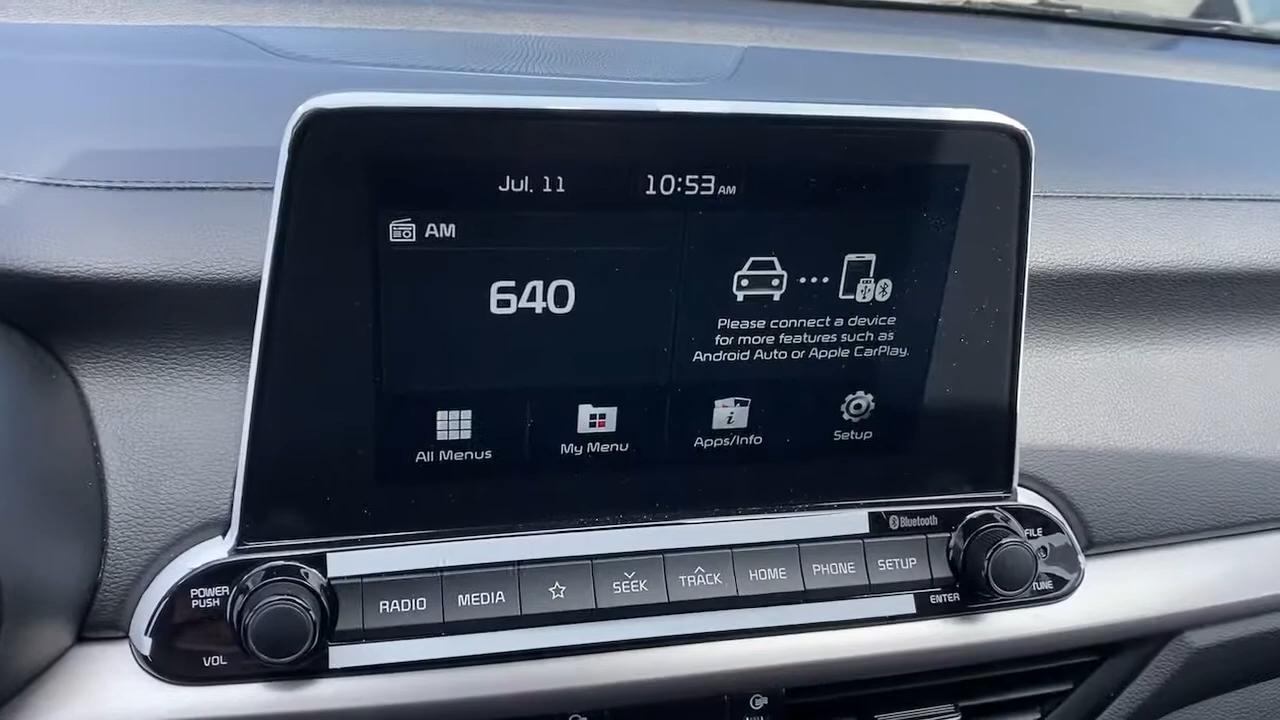 Jul. 11 10:53 AM
AM
640
Please connect a device
for more features such as
Android Auto or Apple CarPlay.
All Menus
My Menu
Apps/Info
Setup
Bluetooth
POWER
PUSH
VOL
RADIO
MEDIA
SEEK
TRACK
HOME
PHONE
SETUP
FILE
TUNE
ENTER